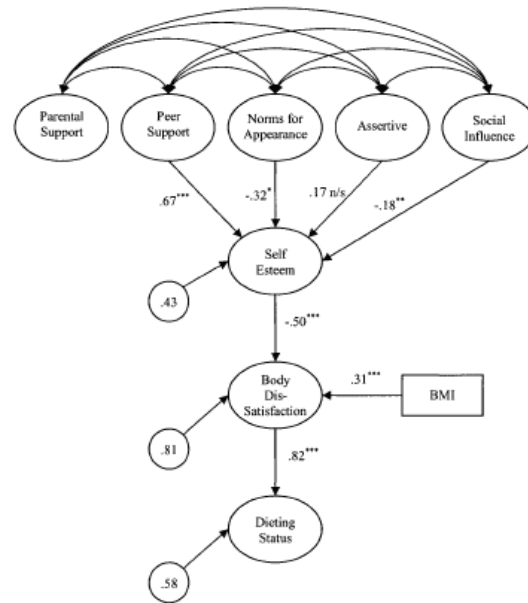 Parental
Support
Peer
Support
Norms for
Appearance
Assertive
Social
Influence
.67***
-.32*
.17 n/s
-.18**
Self
Esteem
.43
-.50***
Body
Dis-
Satisfaction
.31***
BMI
.81
.82***
Dieting
Status
.58